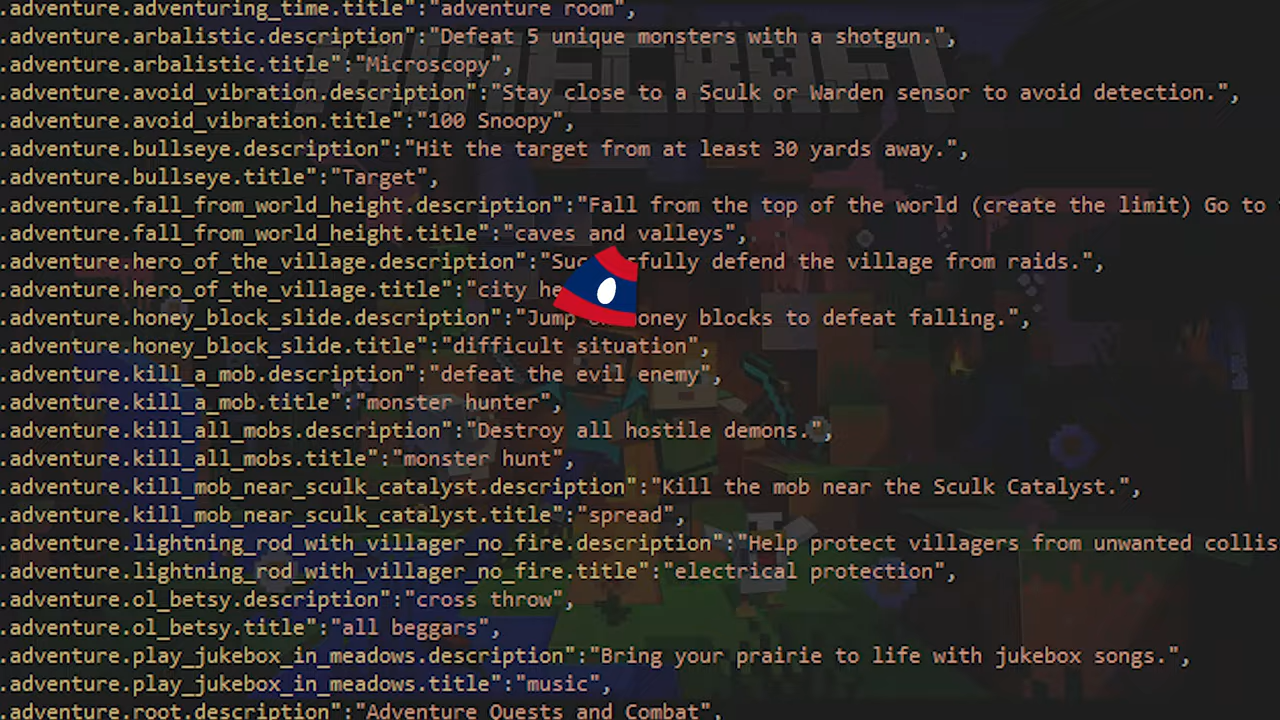 MINECRAFT
.adventure.adventuring_time.title":"adventure room",
.adventure.arbalistic.description":"Defeat 5 unique monsters with a shotgun.",
.adventure.arbalistic.title":"Microscopy",
.adventure.avoid_vibration.description":"Stay close to a Sculk or Warden sensor to avoid detection.",
.adventure.avoid_vibration.title":"100 Snoopy",
.adventure.bullseye.description":"Hit the target from at least 30 yards away.",
.adventure.bullseye.title":"Target",
.adventure.fall_from_world_height.description":"Fall from the top of the world (create the limit) Go to
.adventure.fall_from_world_height.title":"caves and valleys",
.adventure.hero_of_the_village.description":" defend the village from raids.",
.adventure.hero_of_the_village.title":"city
.adventure.honey_block_slide.description":"Jump blocks to defeat falling.",
.adventure.honey_block_slide.title":"difficult situation",
.adventure.kill_a_mob.description":"defeat the evil enemy",
.adventure.kill_a_mob.title":"monster hunter",
.adventure.kill_all_mobs.description":"Destroy all hostile demons.",
.adventure.kill_all_mobs.title":"monster hunt",
.adventure.kill_mob_near_sculk_catalyst.description":"Kill the mob near the Sculk Catalyst.",
.adventure.kill_mob_near_sculk_catalyst.title":"spread",
.adventure.lightning_rod_with_villager_no_fire.description":"Help protect villagers from unwanted collis
.adventure.lightning_rod_with_villager_no_fire.title":"electrical protection",
.adventure.ol_betsy.description":"cross throw",
.adventure.ol_betsy.title":"all beggars",
.adventure.play_jukebox_in_meadows.description":"Bring your prairie to life with jukebox songs.",
.adventure.play_jukebox_in_meadows.title":"music",
.adventure.root.description":"Adventure Quests and Combat",